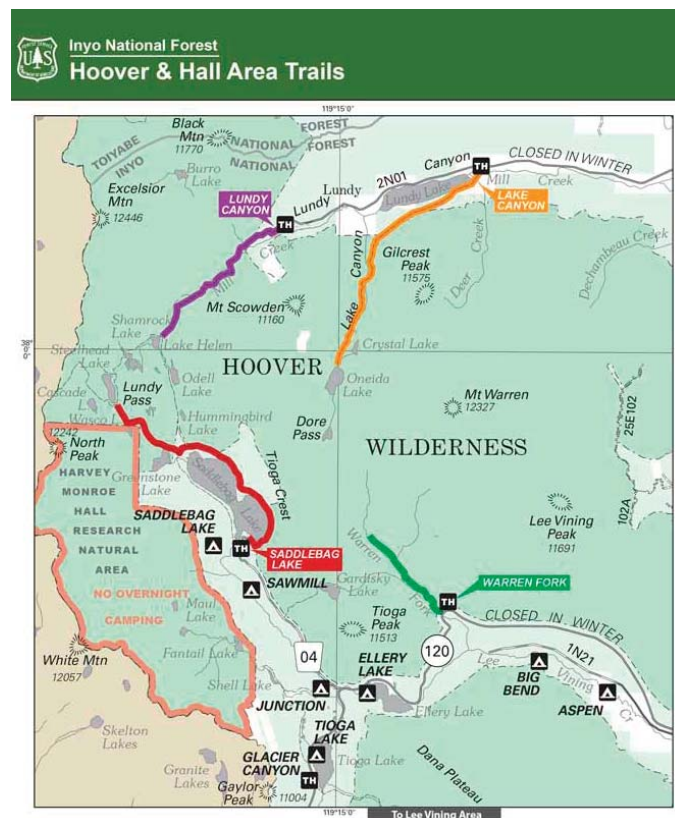 FOREST SERVICE
US
Inyo National Forest
Hoover & Hall Area Trails
119°15'0"
Black
Mtn
11770
TOIYABE
INYO
NATIONAL
NATIONAL
FOREST
FOREST
Burro
Lake
Excelsior
Mtn
12446
LUNDY
CANYON
TH
Lundy
Lundy
2N01
Canyon
TH
CLOSED IN WINTER
Lundy Lake
Mill
Creek
LAKE
CANYON
Mill
Creek
Lake
Canyon
Gilcrest
Peak
11575
Deer
Creek
Dechambeau Creek
Mt Scowden
11160
Shamrock
Lake
Lake Helen
Steelhead
Lake
38°
0'0"
Crystal Lake
HOOVER
Oneida
Lake
Lundy
Pass
Odell
Lake
Cascade
L
Wasco L
Hummingbird
Lake
Dore
Pass
Mt Warren
12327
25E102
WILDERNESS
12242
North
Peak
Greenstone
Lake
Saddlebag
Lake
Tioga Crest
HARVEY
MONROE
HALL
RESEARCH
NATURAL
AREA
NO OVERNIGHT
CAMPING
SADDLEBAG
LAKE
TH
SADDLEBAG
LAKE
SAWMILL
Lee Vining
Peak
11691
102A
Warren
Fork
WARREN FORK
TH
Gardisky
Lake
Maul
Lake
Tioga
Peak
11513
CLOSED IN WINTER
1N21
White Mtn
12057
Fantail Lake
04
120
Lee
Vining
Cr
ELLERY
LAKE
BIG
BEND
ASPEN
Shell Lake
JUNCTION
Ellery Lake
TIOGA
LAKE
Skelton
Lakes
GLACIER
CANYON
TH
Tioga Lake
Dana Plateau
Granite
Lakes
Gaylor
Peak
11004
119°15'0"
To Lee Vining Area